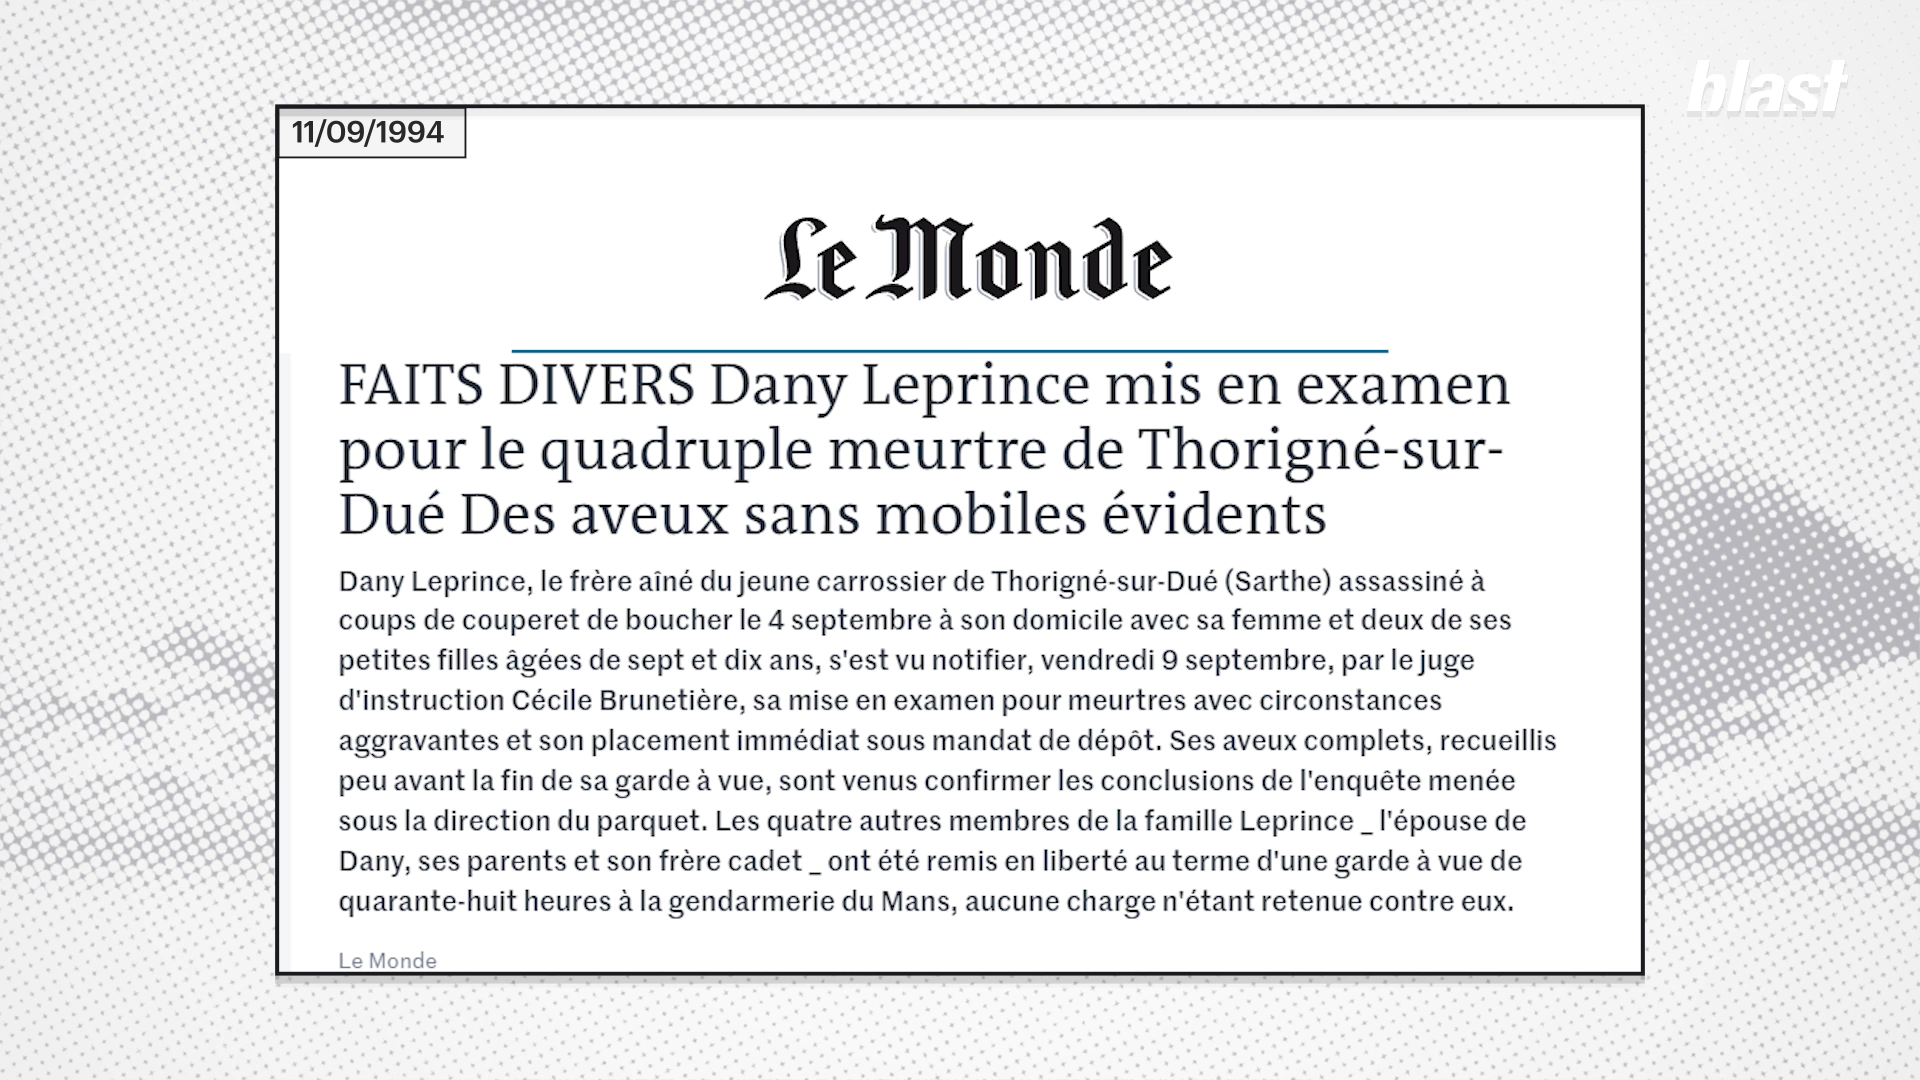 blast
11/09/1994
Le Monde
FAITS DIVERS Dany Leprince mis en examen
pour le quadruple meurtre de Thorigné-sur-
Dué Des aveux sans mobiles évidents
Dany Leprince, le frère aîné du jeune carrossier de Thorigné-sur-Dué (Sarthe) assassiné à
coups de couperet de boucher le 4 septembre à son domicile avec sa femme et deux de ses
petites filles âgées de sept et dix ans, s'est vu notifier, vendredi 9 septembre, par le juge
d'instruction Cécile Brunetière, sa mise en examen pour meurtres avec circonstances
aggravantes et son placement immédiat sous mandat de dépôt. Ses aveux complets, recueillis
peu avant la fin de sa garde à vue, sont venus confirmer les conclusions de l'enquête menée
sous la direction du parquet. Les quatre autres membres de la famille Leprince _ l'épouse de
Dany, ses parents et son frère cadet _ ont été remis en liberté au terme d'une garde à vue de
quarante-huit heures à la gendarmerie du Mans, aucune charge n'étant retenue contre eux.
Le Monde